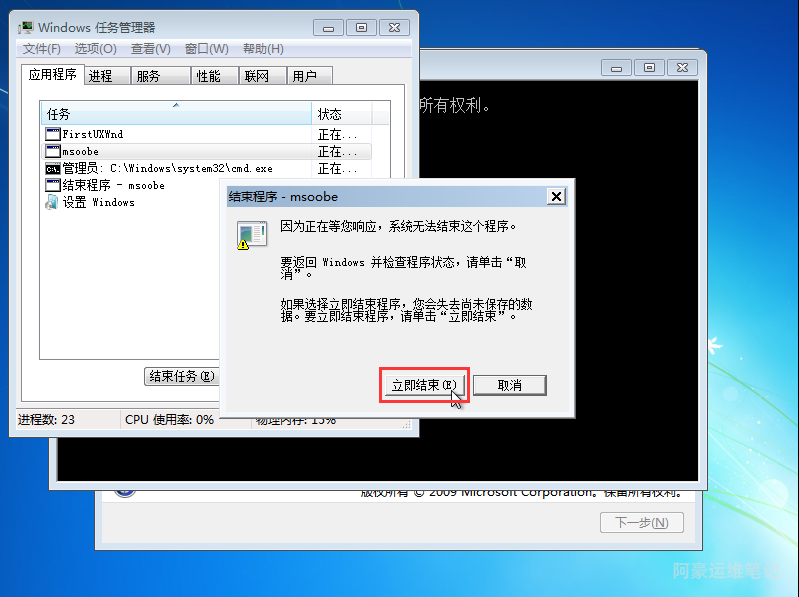 Windows 任务管理器
文件(F) 选项(O) 查看(V) 窗口(W) 帮助(H)
应用程序 进程 服务 性能 联网 用户
任务 状态
FirstUXWnd 正在...
msoobe 正在...
管理员: C:\Windows\system32\cmd.exe 正在...
结束程序 - msoobe
设置 Windows
结束任务(E)
进程数: 23 CPU 使用率: 0% 物理内存: 15%
所有权利。
结束程序 - msoobe
因为正在等您响应，系统无法结束这个程序。
要返回 Windows 并检查程序状态，请单击“取
消”。
如果选择立即结束程序，您会失去尚未保存的数
据。要立即结束程序，请单击“立即结束”。
立即结束(E) 取消
版权所有 © 2009 Microsoft Corporation。保留所有权利。
下一步(N)
阿豪运维笔记